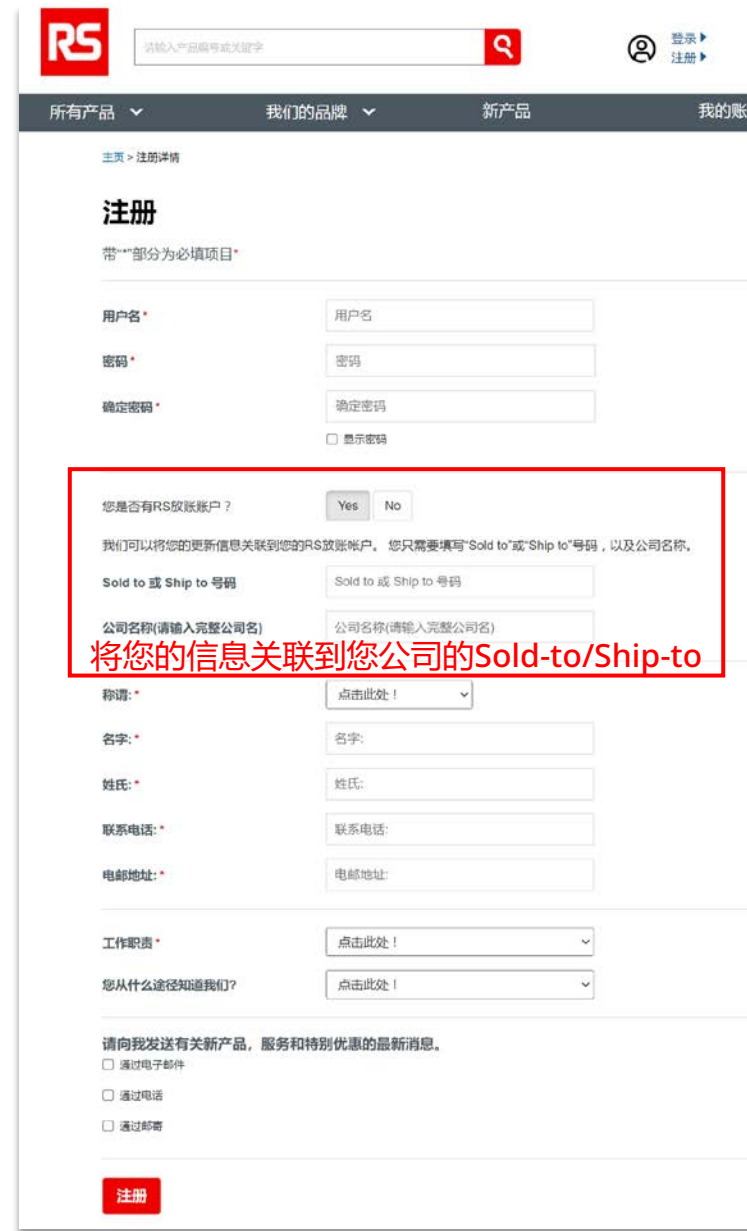 RS
请输入产品编号或关键字
登录
注册
所有产品 我们的品牌 新产品 我的账
主页 > 注册详情
注册
带"*"部分为必填项目*
用户名* 用户名
密码* 密码
确定密码* 确定密码
显示密码
您是否有RS放账账户？ Yes No
我们可以将您的更新信息关联到您的RS放账帐户。 您只需要填写“Sold to”或“Ship to”号码，以及公司名称。
Sold to 或 Ship to 号码 Sold to 或 Ship to 号码
公司名称(请输入完整公司名) 公司名称(请输入完整公司名)
将您的信息关联到您公司的Sold-to/Ship-to
称谓:* 点击此处！
名字:* 名字:
姓氏:* 姓氏:
联系电话:* 联系电话:
电邮地址:* 电邮地址:
工作职责* 点击此处！
您从什么途径知道我们? 点击此处！
请向我发送有关新产品，服务和特别优惠的最新消息。
通过电子邮件
通过电话
通过邮寄
注册